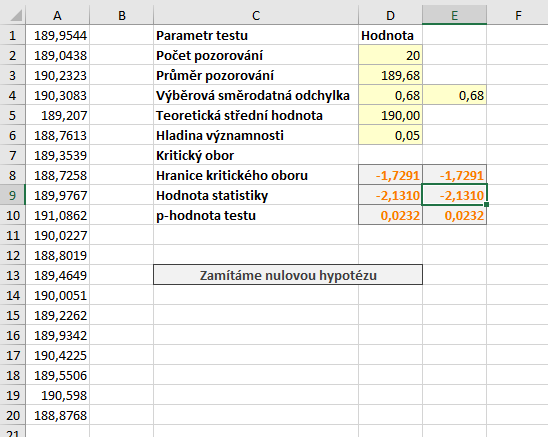 A B C D E F
1 189,9544 Parametr testu Hodnota
2 189,0438 Počet pozorování 20
3 190,2323 Průměr pozorování 189,68
4 190,3083 Výběrová směrodatná odchylka 0,68 0,68
5 189,207 Teoretická střední hodnota 190,00
6 188,7613 Hladina významnosti 0,05
7 189,3539 Kritický obor
8 188,7258 Hranice kritického oboru -1,7291 -1,7291
9 189,9767 Hodnota statistiky -2,1310 -2,1310
10 191,0862 p-hodnota testu 0,0232 0,0232
11 190,0227
12 188,8019
13 189,4649 Zamítáme nulovou hypotézu
14 190,0051
15 189,2262
16 189,9342
17 190,4225
18 189,5506
19 190,598
20 188,8768
21